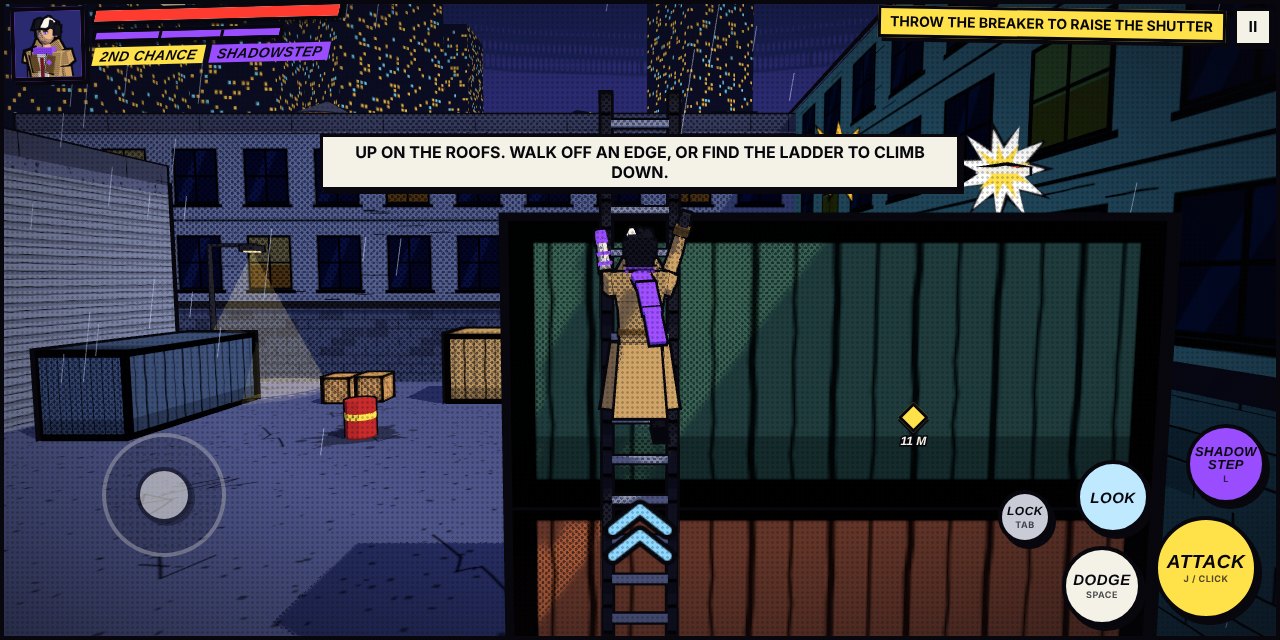 THROW THE BREAKER TO RAISE THE SHUTTER
II
2ND CHANCE
SHADOWSTEP
UP ON THE ROOFS. WALK OFF AN EDGE, OR FIND THE LADDER TO CLIMB
DOWN.
11 M
SHADOW
STEP
L
LOOK
LOCK
TAB
ATTACK
J / CLICK
DODGE
SPACE